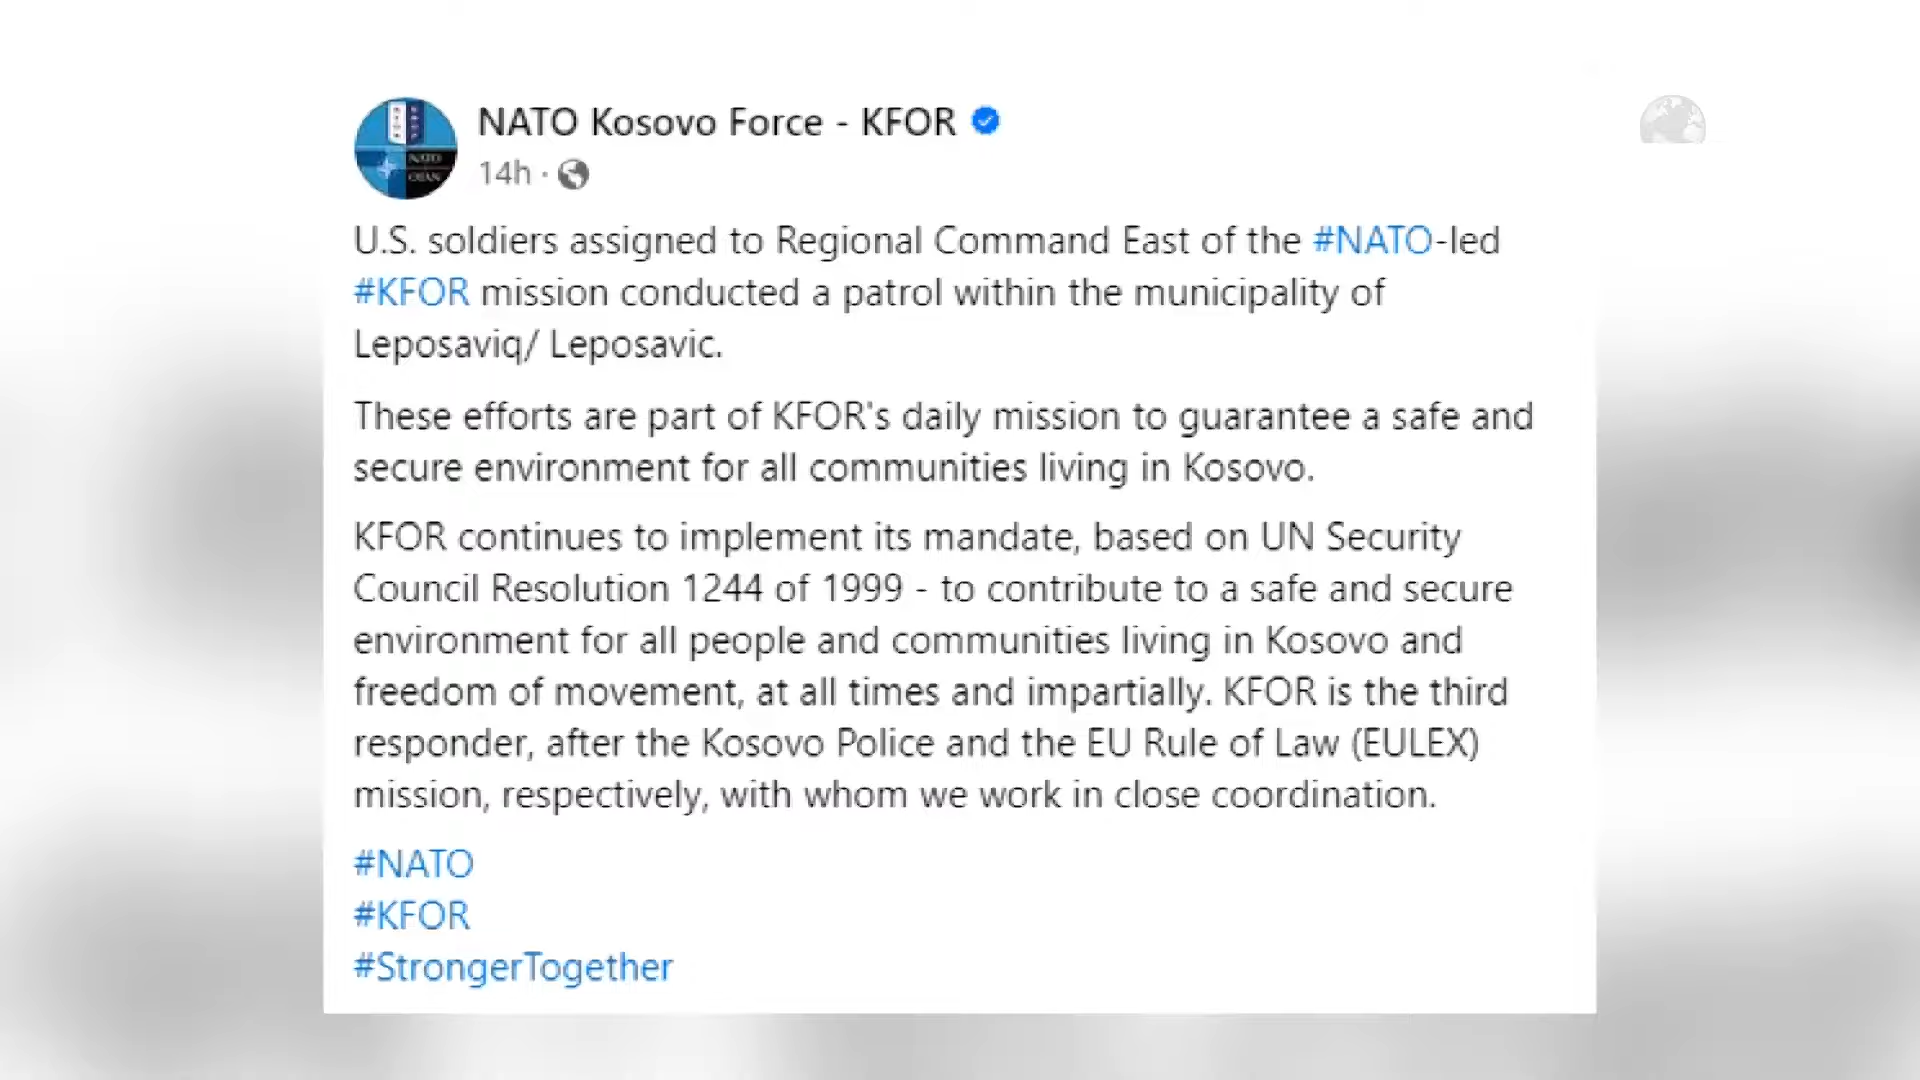 NATO Kosovo Force - KFOR
14h ·
U.S. soldiers assigned to Regional Command East of the #NATO-led
#KFOR mission conducted a patrol within the municipality of
Leposaviq/ Leposavic.
These efforts are part of KFOR's daily mission to guarantee a safe and
secure environment for all communities living in Kosovo.
KFOR continues to implement its mandate, based on UN Security
Council Resolution 1244 of 1999 - to contribute to a safe and secure
environment for all people and communities living in Kosovo and
freedom of movement, at all times and impartially. KFOR is the third
responder, after the Kosovo Police and the EU Rule of Law (EULEX)
mission, respectively, with whom we work in close coordination.
#NATO
#KFOR
#StrongerTogether
NATO
OTAN